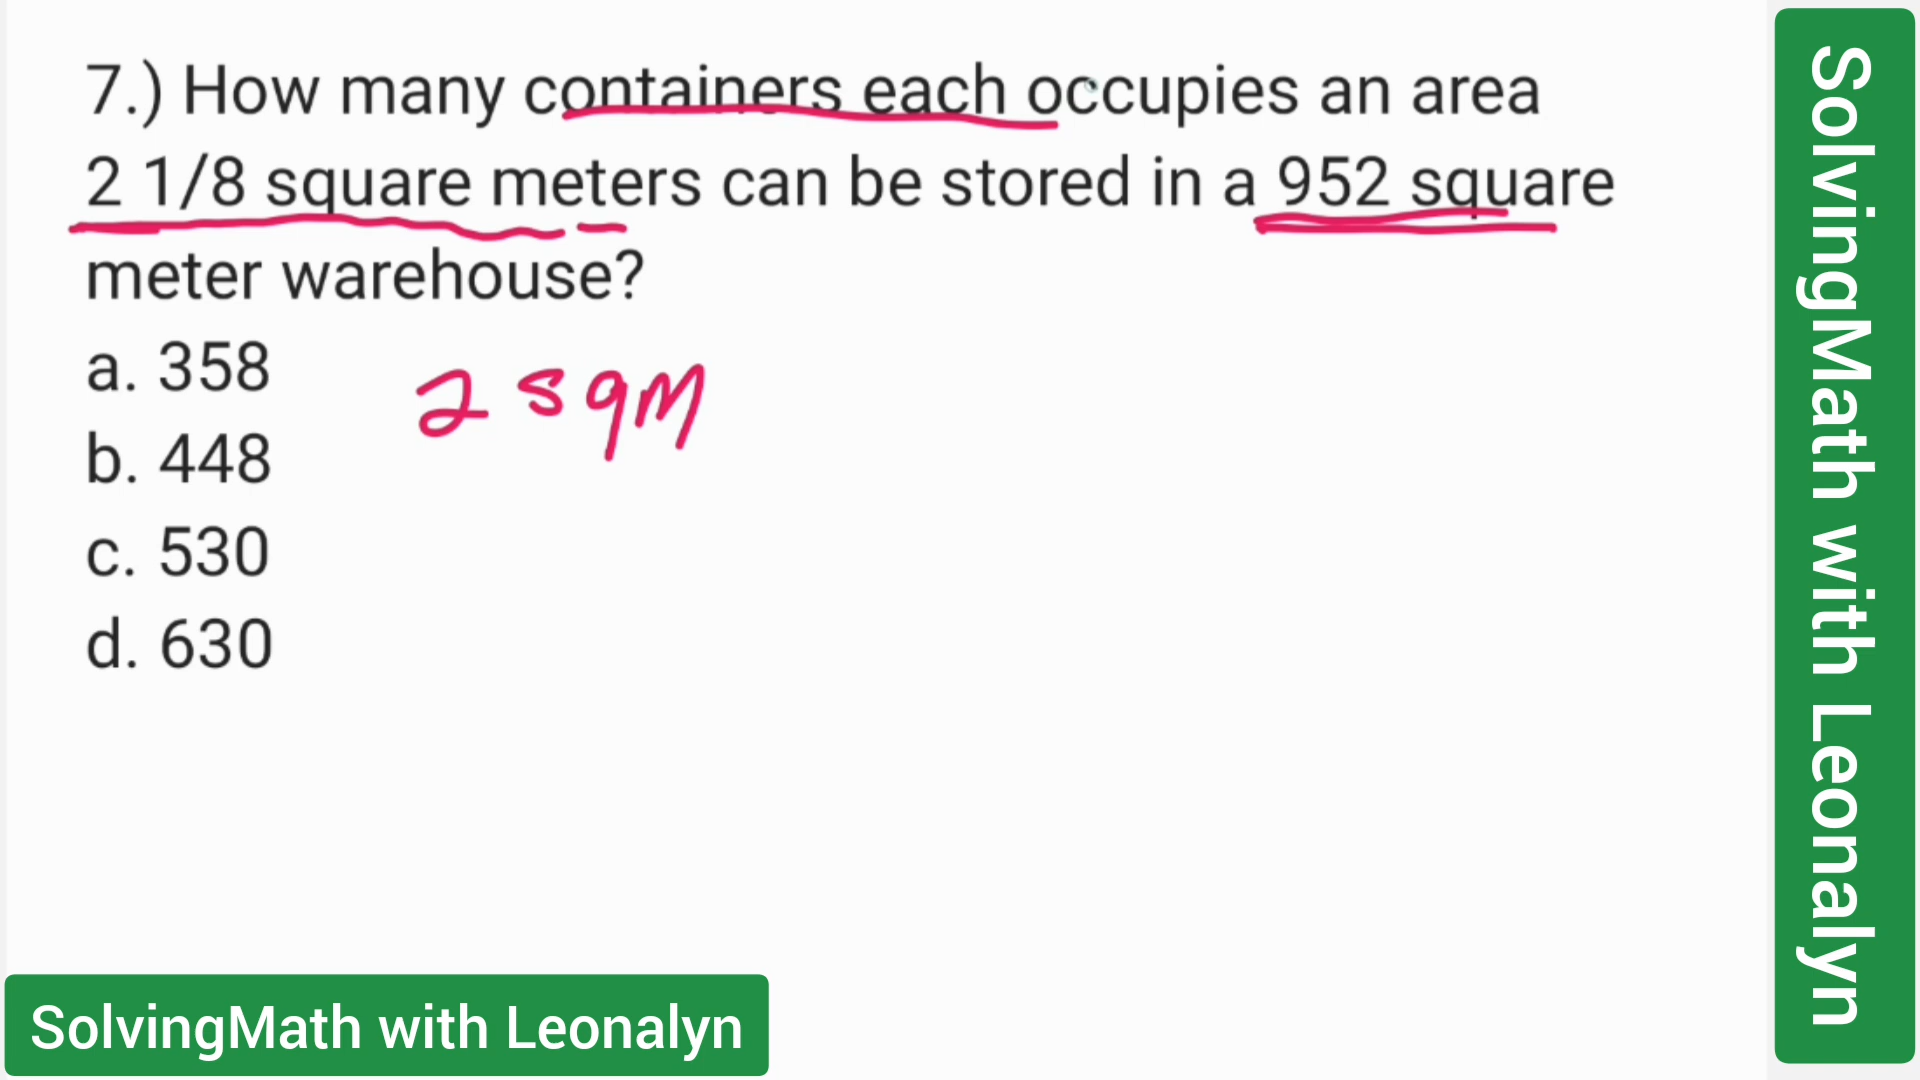 7.) How many containers each occupies an area
2 1/8 square meters can be stored in a 952 square
meter warehouse?
a. 358
b. 448
c. 530
d. 630
2 sqM
SolvingMath with Leonalyn
SolvingMath with Leonalyn